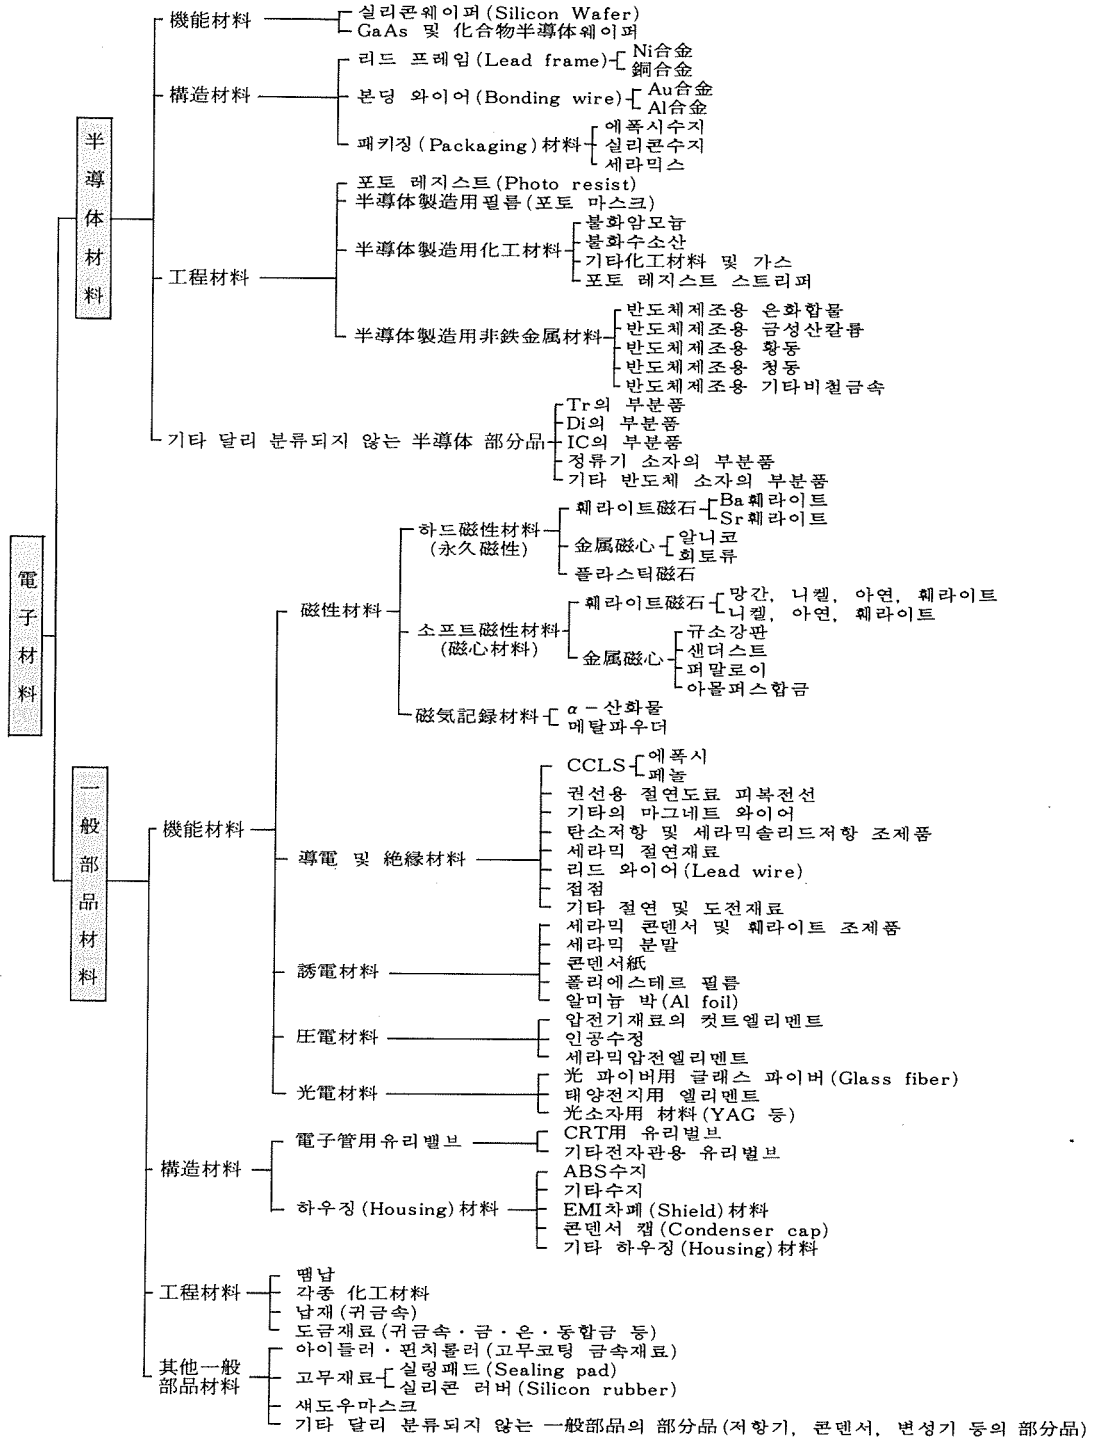 電子材料
半導体材料
機能材料
실리콘웨이퍼(Silicon Wafer)
GaAs 및 化合物半導体웨이퍼
構造材料
리드 프레임(Lead frame)
Ni合金
銅合金
본딩 와이어(Bonding wire)
Au合金
Al合金
패키징(Packaging)材料
에폭시수지
실리콘수지
세라믹스
工程材料
포토 레지스트(Photo resist)
半導体製造用필름(포토 마스크)
半導体製造用化工材料
불화암모늄
불화수소산
기타化工材料 및 가스
포토 레지스트 스트리퍼
半導体製造用非鉄金属材料
반도체제조용 은화합물
반도체제조용 금성산칼륨
반도체제조용 황동
반도체제조용 청동
반도체제조용 기타비철금속
기타 달리 분류되지 않는 半導体 部分品
Tr의 부분품
Di의 부분품
IC의 부분품
정류기 소자의 부분품
기타 반도체 소자의 부분품
一般部品材料
機能材料
磁性材料
하드磁性材料
(永久磁性)
훼라이트磁石
Ba훼라이트
Sr훼라이트
金属磁心
알니코
희토류
플라스틱磁石
소프트磁性材料
(磁心材料)
훼라이트磁石
망간, 니켈, 아연, 훼라이트
니켈, 아연, 훼라이트
金属磁心
규소강판
샌더스트
퍼말로이
아몰퍼스합금
磁気記録材料
α－산화물
메탈파우더
導電 및 絶縁材料
CCLS
에폭시
페놀
권선용 절연도료 피복전선
기타의 마그네트 와이어
탄소저항 및 세라믹솔리드저항 조제품
세라믹 절연재료
리드 와이어(Lead wire)
접점
기타 절연 및 도전재료
誘電材料
세라믹 콘덴서 및 훼라이트 조제품
세라믹 분말
콘덴서紙
폴리에스테르 필름
알미늄 박(Al foil)
圧電材料
압전기재료의 컷트엘리멘트
인공수정
세라믹압전엘리멘트
光電材料
光 파이버用 글래스 파이버(Glass fiber)
태양전지用 엘리멘트
光소자用 材料(YAG 등)
構造材料
電子管用유리밸브
CRT用 유리벌브
기타전자관용 유리벌브
하우징(Housing)材料
ABS수지
기타수지
EMI차폐(Shield)材料
콘덴서 캡(Condenser cap)
기타 하우징(Housing)材料
工程材料
땜납
각종 化工材料
납재(귀금속)
도금재료(귀금속·금·은·동합금 등)
其他一般
部品材料
아이들러·핀치롤러(고무코팅 금속재료)
고무재료
실링패드(Sealing pad)
실리콘 러버(Silicon rubber)
섀도우마스크
기타 달리 분류되지 않는 一般部品의 部分品(저항기, 콘덴서, 변성기 등의 部分品)